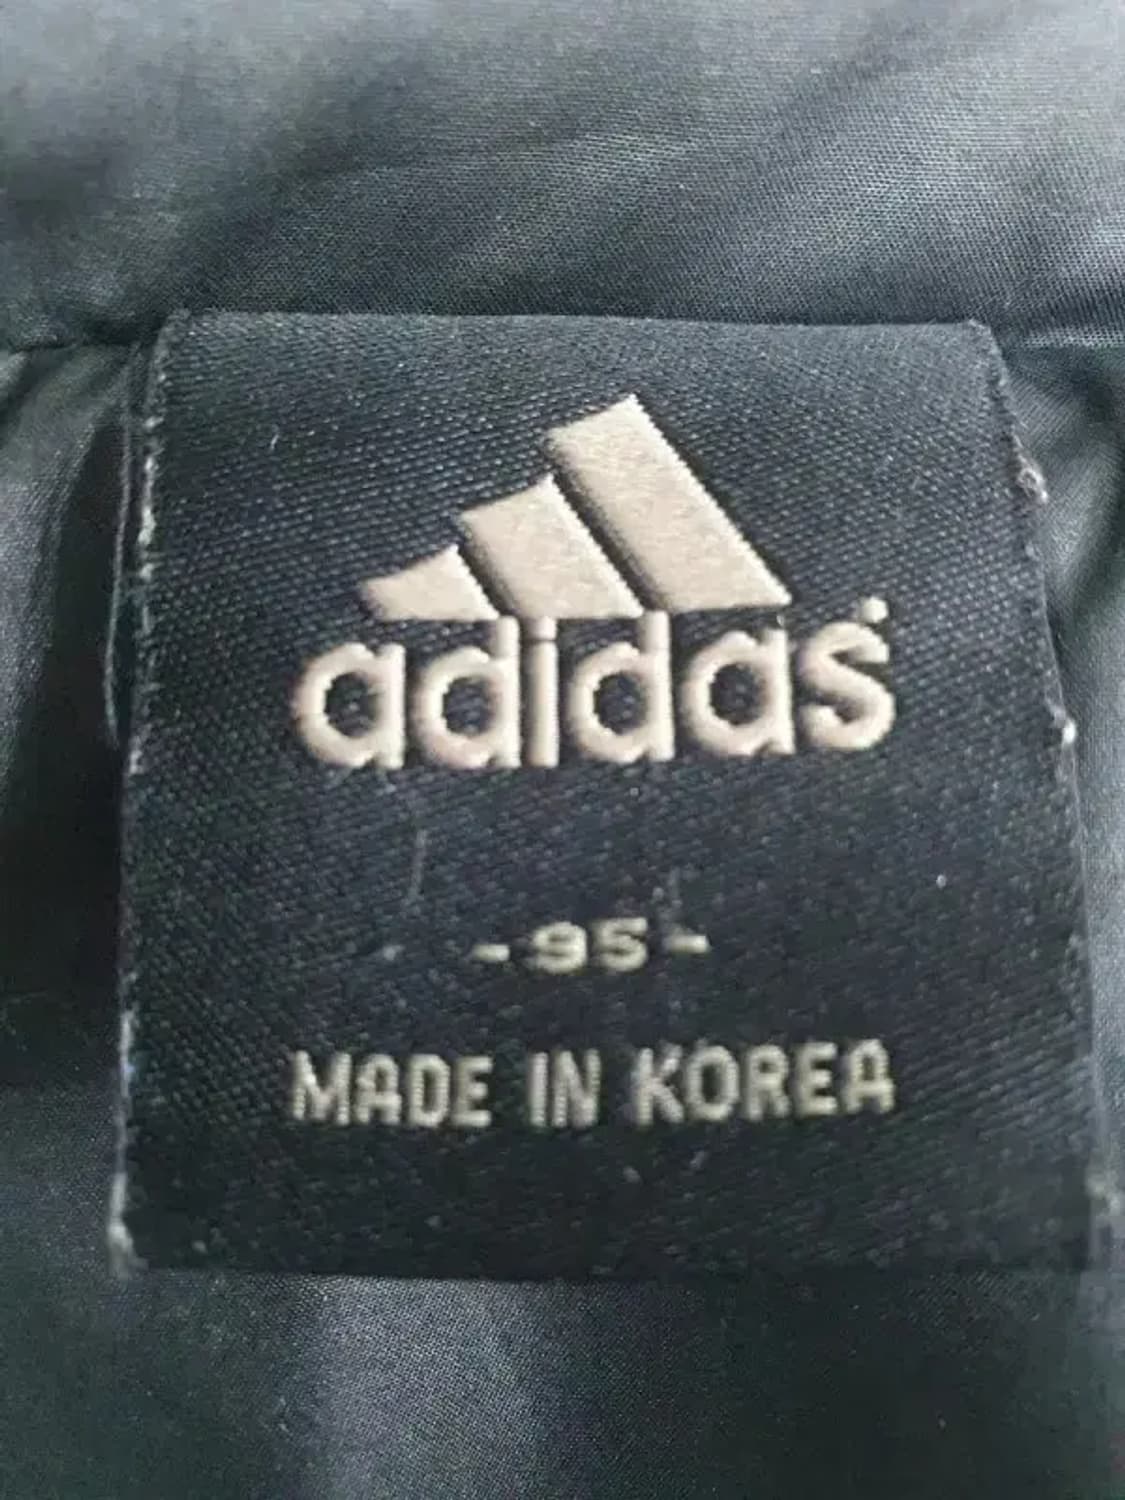 adidas
-95-
MADE IN KOREA